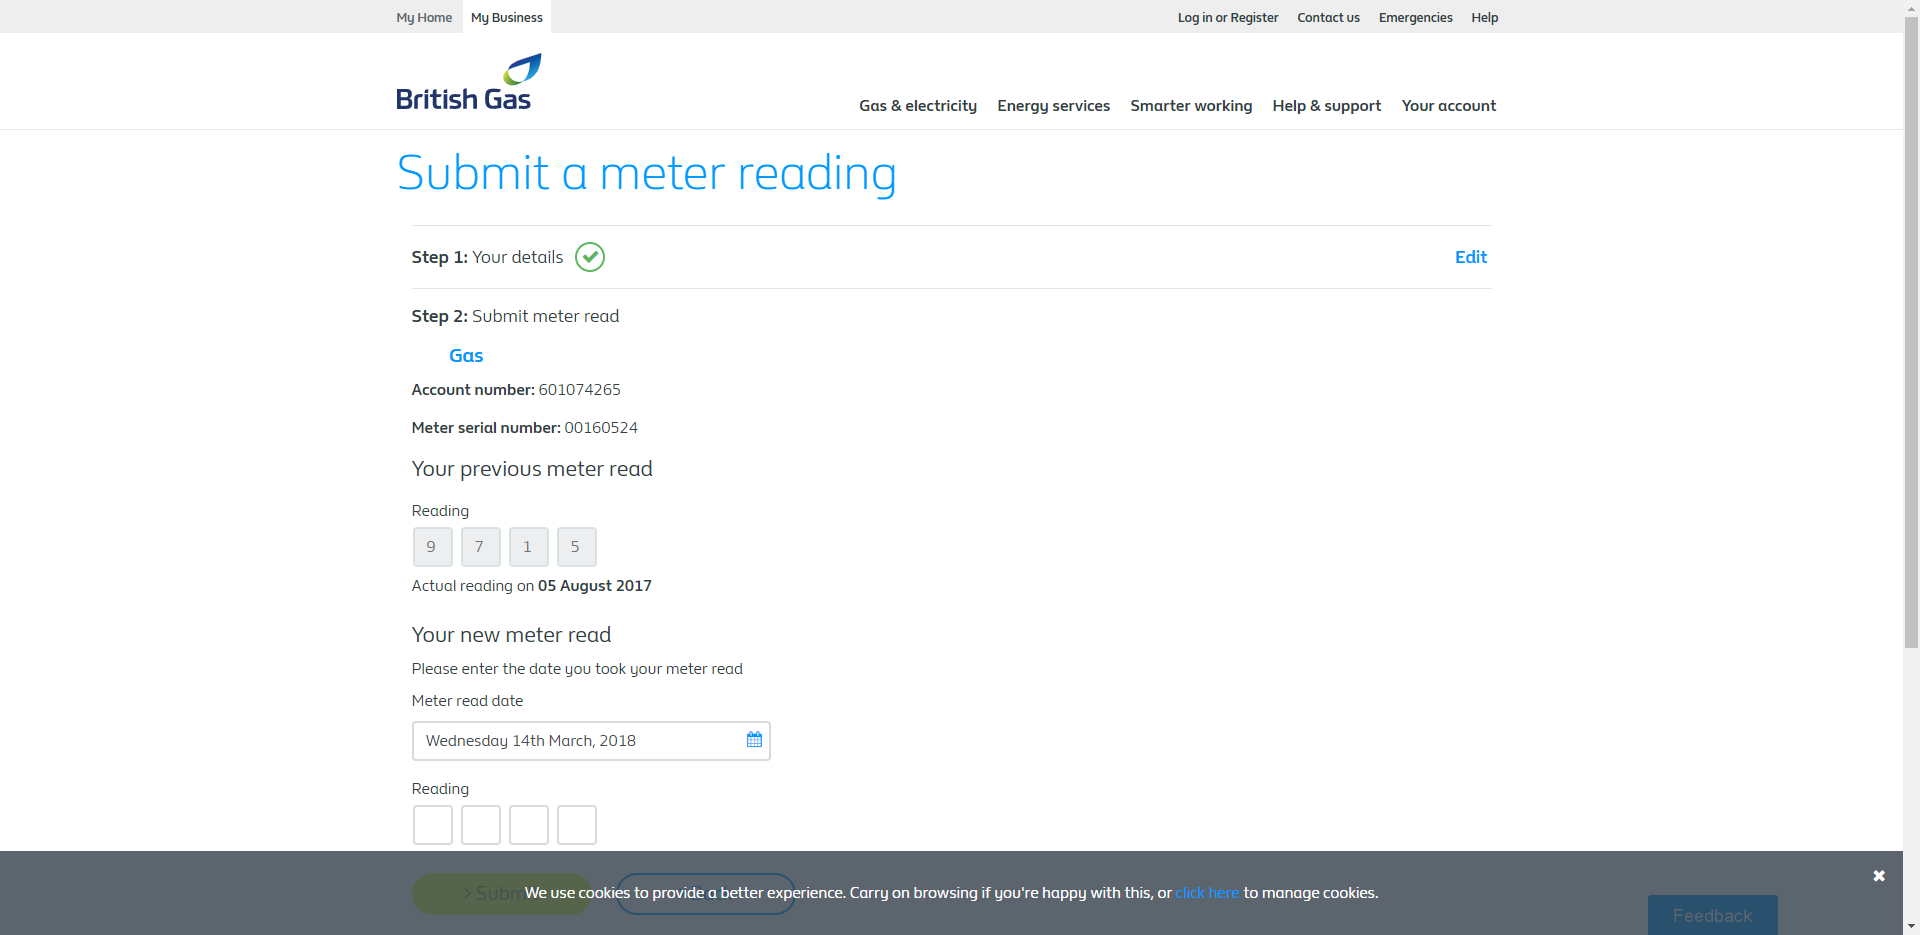 My Home My Business Log in or Register Contact us Emergencies Help
British Gas
Gas & electricity Energy services Smarter working Help & support Your account
Submit a meter reading
Step 1: Your details Edit
Step 2: Submit meter read
Gas
Account number: 601074265
Meter serial number: 00160524
Your previous meter read
Reading
9 7 1 5
Actual reading on 05 August 2017
Your new meter read
Please enter the date you took your meter read
Meter read date
Wednesday 14th March, 2018
Reading
We use cookies to provide a better experience. Carry on browsing if you're happy with this, or click here to manage cookies.
Feedback